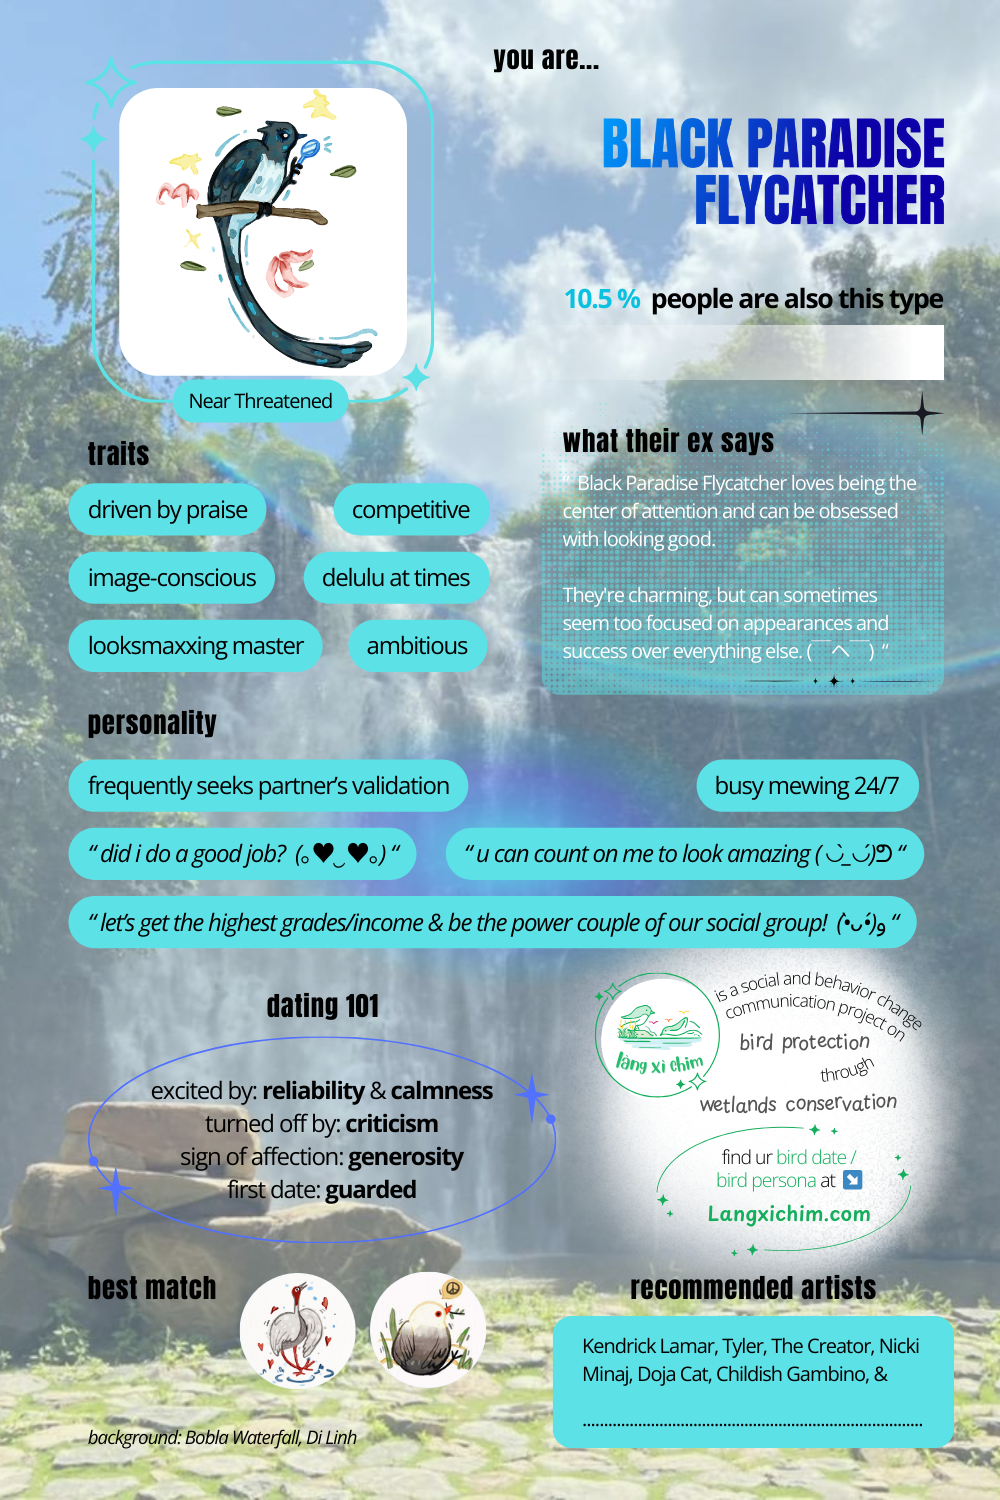 you are...
BLACK PARADISE
FLYCATCHER
10.5 % people are also this type
Near Threatened
traits
driven by praise
competitive
image-conscious
delulu at times
looksmaxxing master
ambitious
what their ex says
" Black Paradise Flycatcher loves being the
center of attention and can be obsessed
with looking good.
They're charming, but can sometimes
seem too focused on appearances and
success over everything else. (￣ヘ￣) "
personality
frequently seeks partner's validation
busy mewing 24/7
" did i do a good job? (｡♥‿♥｡) "
" u can count on me to look amazing ( ◡̀_◡́)ᕤ "
" let's get the highest grades/income & be the power couple of our social group! (•̀ᴗ•́)و "
dating 101
excited by: reliability & calmness
turned off by: criticism
sign of affection: generosity
first date: guarded
làng xì chim
is a social and behavior change
communication project on
bird protection
through
wetlands conservation
find ur bird date /
bird persona at ↘
Langxichim.com
best match
recommended artists
Kendrick Lamar, Tyler, The Creator, Nicki
Minaj, Doja Cat, Childish Gambino, &
................................................................................
background: Bobla Waterfall, Di Linh